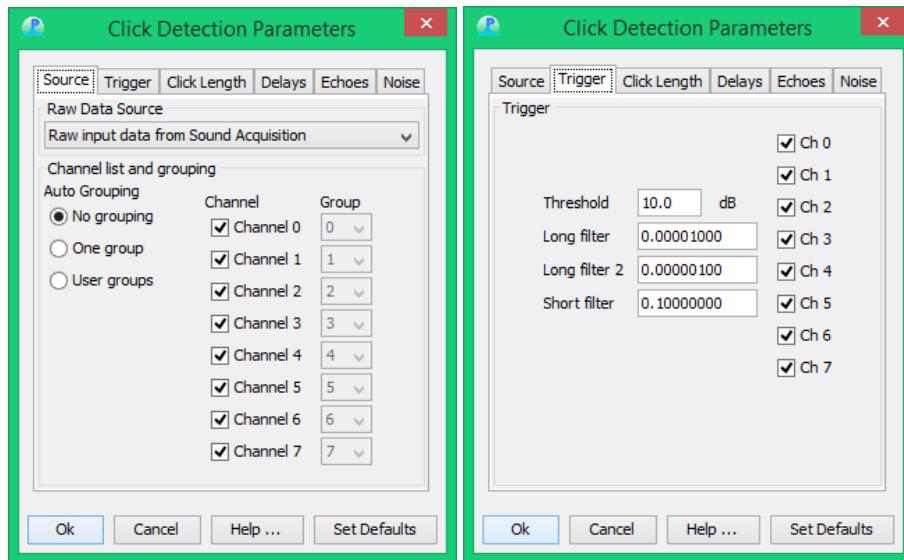 Click Detection Parameters
Source Trigger Click Length Delays Echoes Noise
Raw Data Source
Raw input data from Sound Acquisition
Channel list and grouping
Auto Grouping
No grouping
One group
User groups
Channel Group
Channel 0 0
Channel 1 1
Channel 2 2
Channel 3 3
Channel 4 4
Channel 5 5
Channel 6 6
Channel 7 7
Ok Cancel Help ... Set Defaults
Click Detection Parameters
Source Trigger Click Length Delays Echoes Noise
Trigger
Threshold 10.0 dB
Long filter 0.00001000
Long filter 2 0.00000100
Short filter 0.10000000
Ch 0
Ch 1
Ch 2
Ch 3
Ch 4
Ch 5
Ch 6
Ch 7
Ok Cancel Help ... Set Defaults